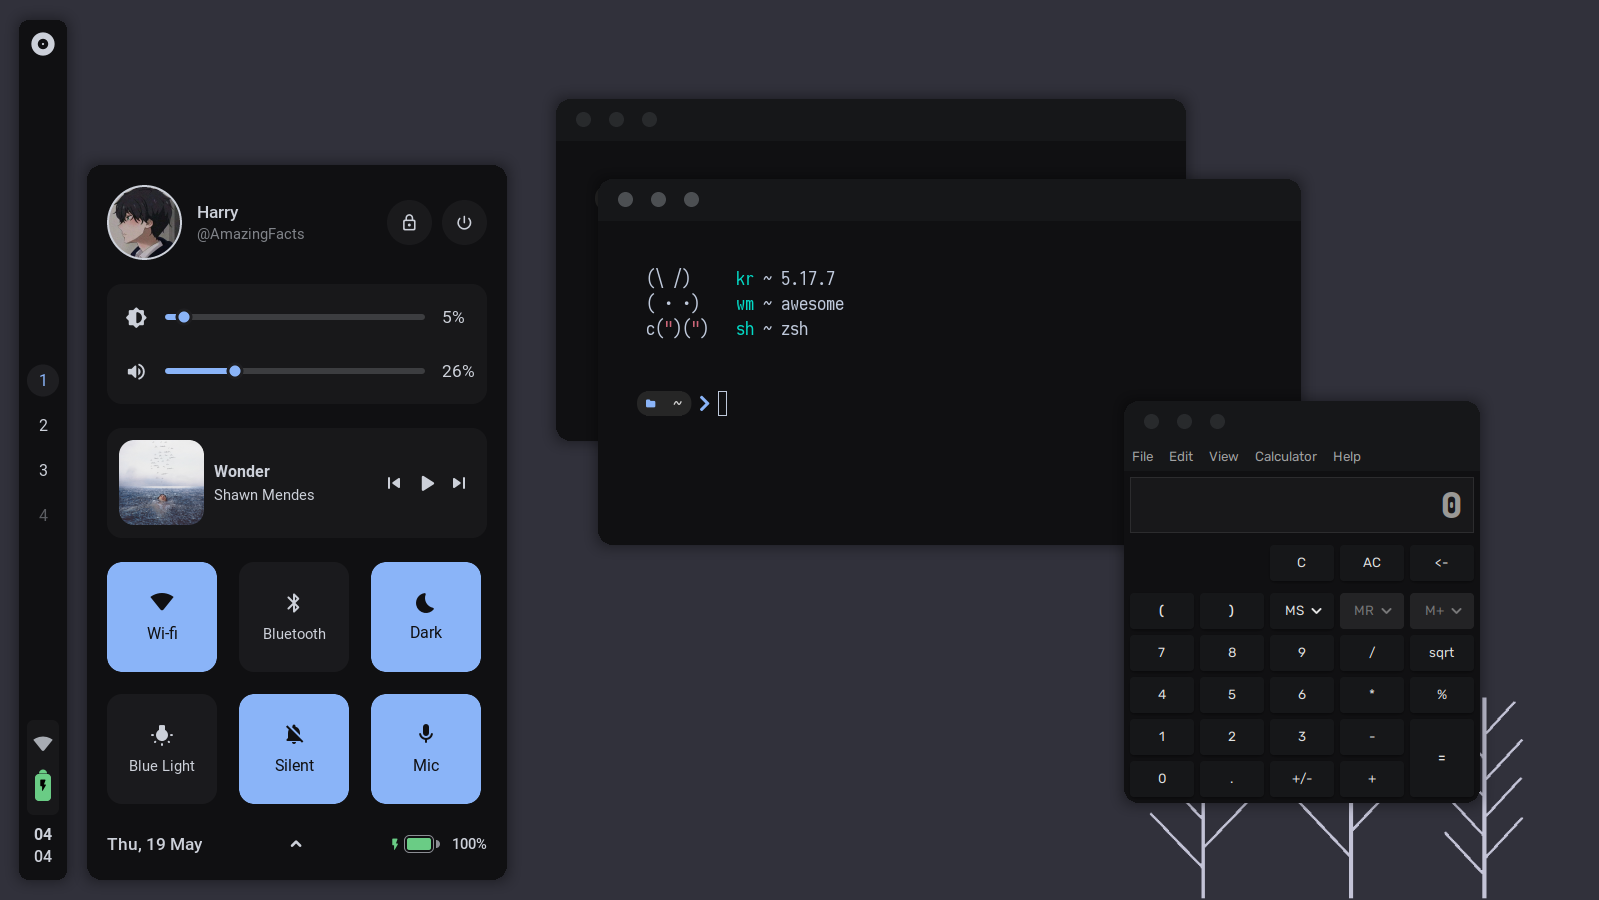 1
2
3
4
04
04
Harry
@AmazingFacts
5%
26%
Wonder
Shawn Mendes
Wi-fi
Bluetooth
Dark
Blue Light
Silent
Mic
Thu, 19 May
100%
(\ /)
( · ·)
c(")(")
kr ~ 5.17.7
wm ~ awesome
sh ~ zsh
~
File Edit View Calculator Help
0
C AC <-
( ) MS MR M+
7 8 9 / sqrt
4 5 6 * %
1 2 3 - =
0 . +/- +